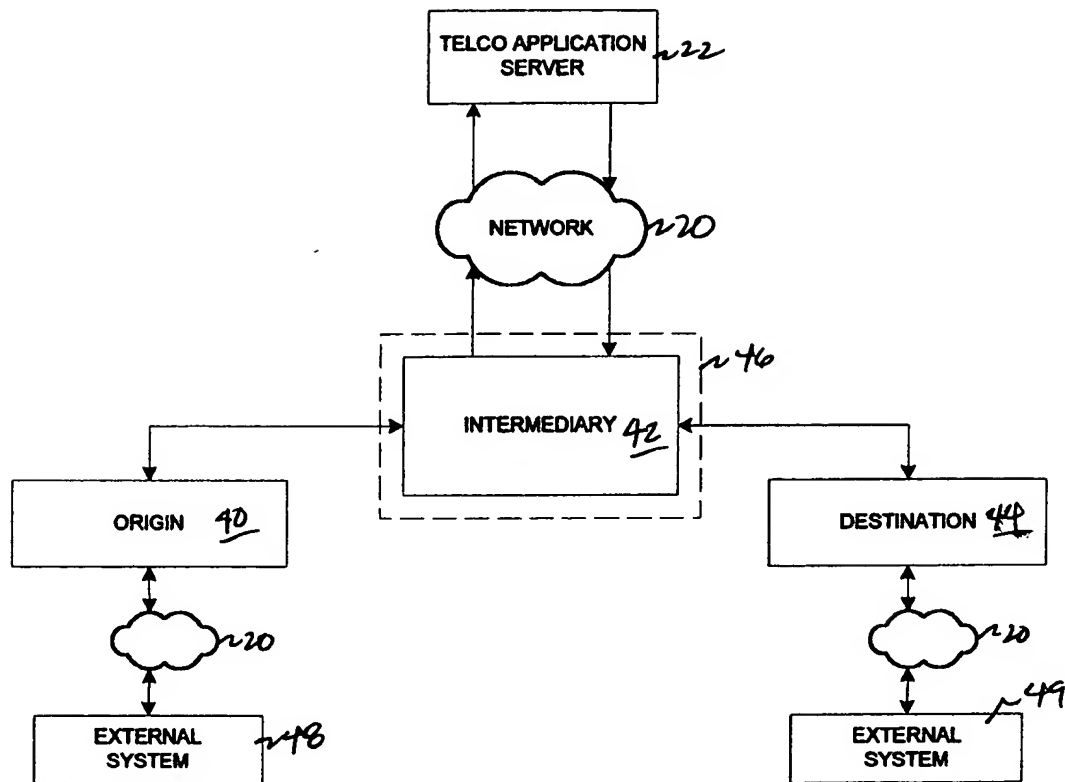 TELCO APPLICATION
SERVER
22
NETWORK
20
46
INTERMEDIARY 42
ORIGIN 40
DESTINATION 44
20
20
EXTERNAL
SYSTEM
48
EXTERNAL
SYSTEM
49